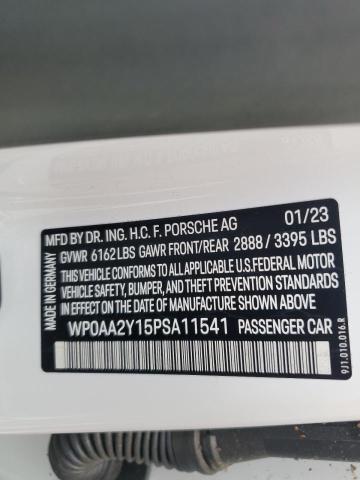 MFD BY DR. ING. H.C. F. PORSCHE AG 01/23
GVWR 6162LBS GAWR FRONT/REAR 2888/ 3395 LBS
THIS VEHICLE CONFORMS TO ALL APPLICABLE U.S.FEDERAL MOTOR
VEHICLE SAFETY, BUMPER, AND THEFT PREVENTION STANDARDS
IN EFFECT ON THE DATE OF MANUFACTURE SHOWN ABOVE.
WP0AA2Y15PSA11541 PASSENGER CAR
MADE IN GERMANY
9J1.010.016.R